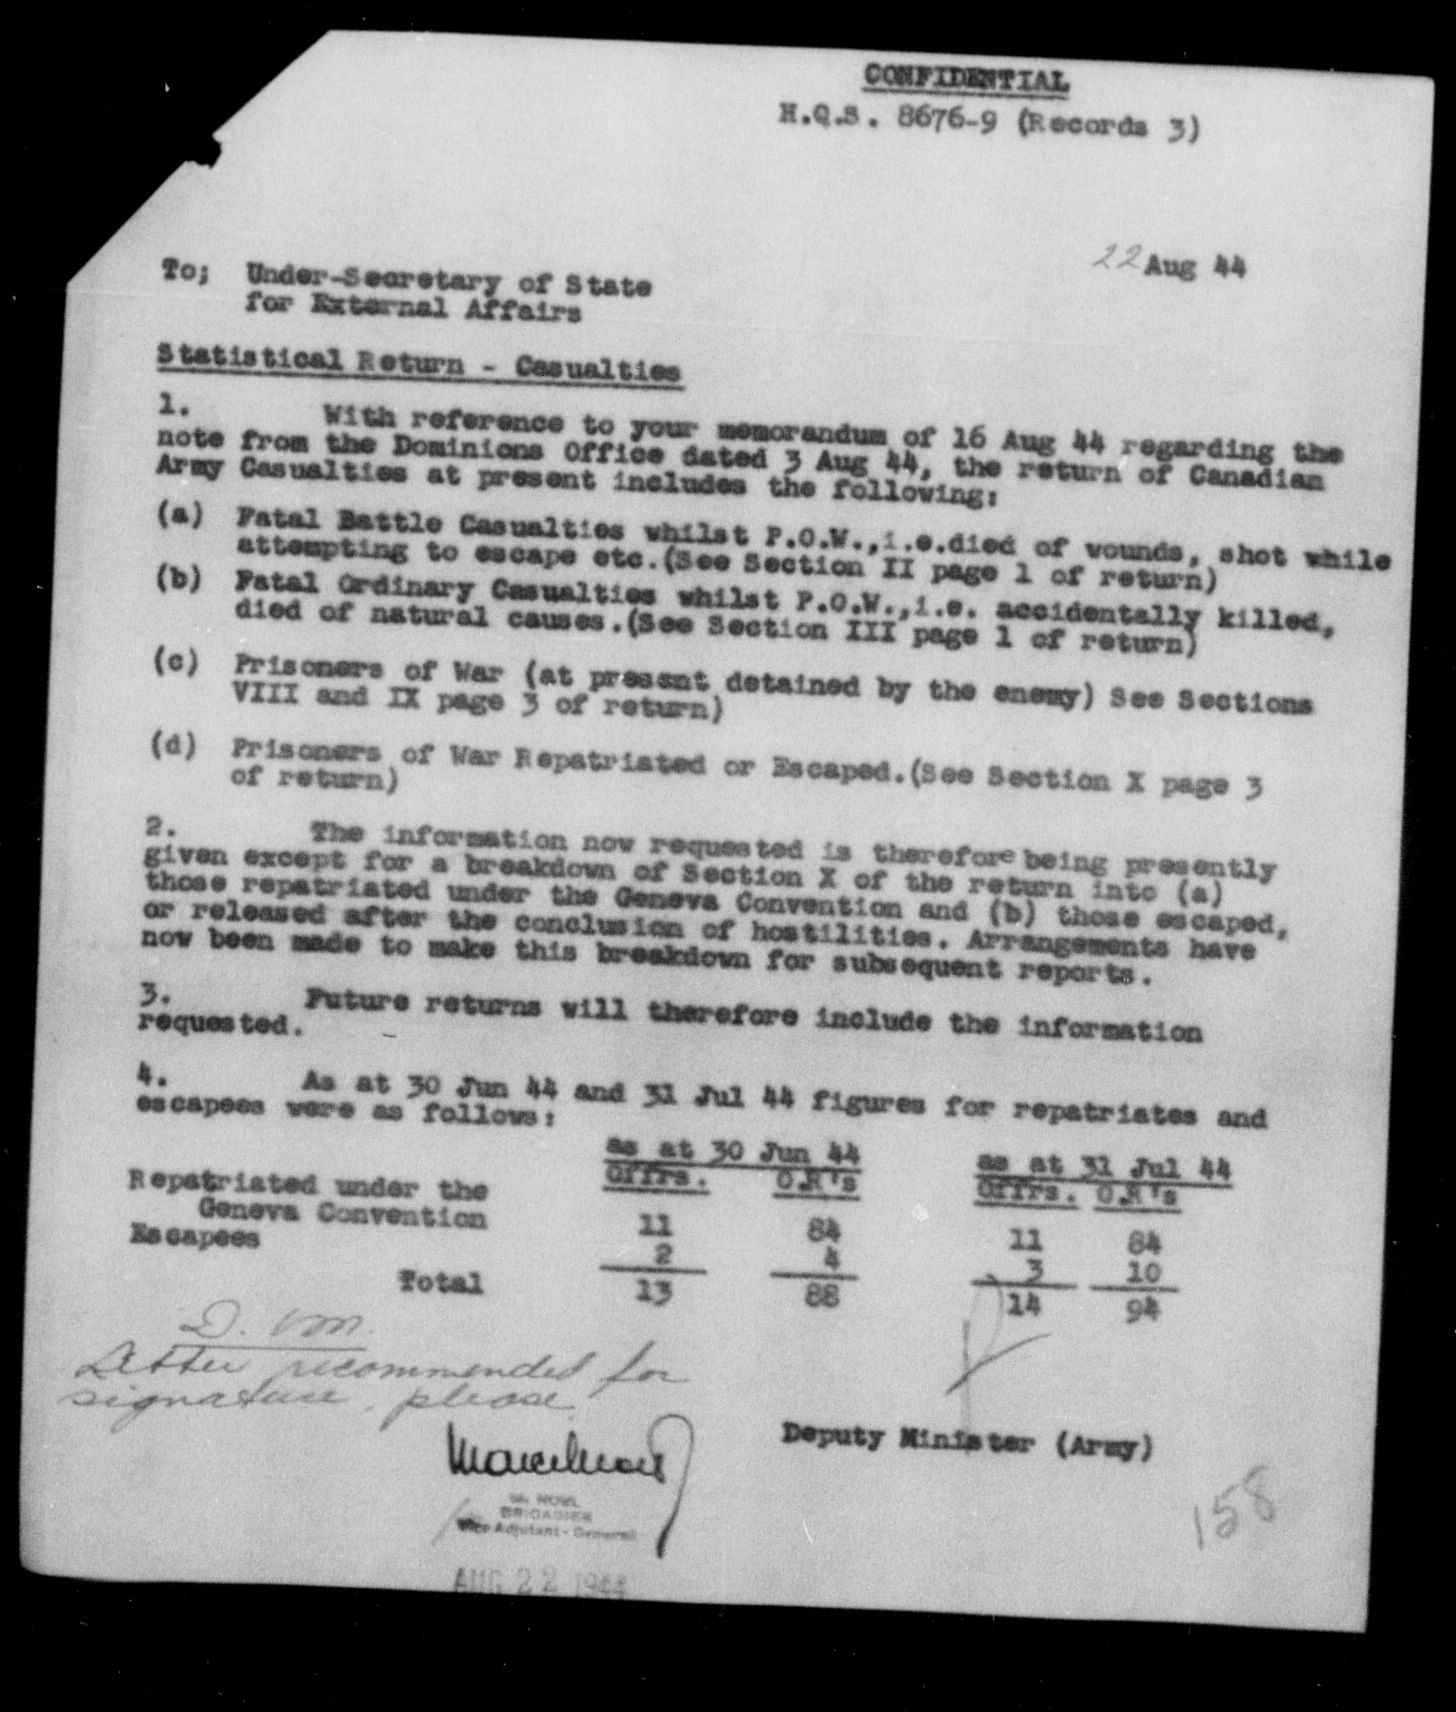 CONFIDENTIAL
H.Q.S. 8676-9 (Records 3)
22 Aug 44
To; Under-Secretary of State
for External Affairs
Statistical Return - Casualties
1. With reference to your memorandum of 16 Aug 44 regarding the
note from the Dominions Office dated 3 Aug 44, the return of Canadian
Army Casualties at present includes the following:
(a) Fatal Battle Casualties whilst P.O.W.,i.e.died of wounds, shot while
attempting to escape etc.(See Section II page 1 of return)
(b) Fatal Ordinary Casualties whilst P.O.W.,i.e. accidentally killed,
died of natural causes.(See Section III page 1 of return)
(c) Prisoners of War (at present detained by the enemy) See Sections
VIII and IX page 3 of return)
(d) Prisoners of War Repatriated or Escaped.(See Section X page 3
of return)
2. The information now requested is therefore being presently
given except for a breakdown of Section X of the return into (a)
those repatriated under the Geneva Convention and (b) those escaped,
or released after the conclusion of hostilities. Arrangements have
now been made to make this breakdown for subsequent reports.
3. Future returns will therefore include the information
requested.
4. As at 30 Jun 44 and 31 Jul 44 figures for repatriates and
escapees were as follows:
as at 30 Jun 44 as at 31 Jul 44
Offrs. O.R's Offrs. O.R's
Repatriated under the
Geneva Convention 11 84 11 84
Escapees 2 4 3 10
Total 13 88 14 94
D. VM.
Letter recommended for
signature, please.
Deputy Minister (Army)
BRIGADIER
Vice Adjutant-General
158
AUG 22 1944